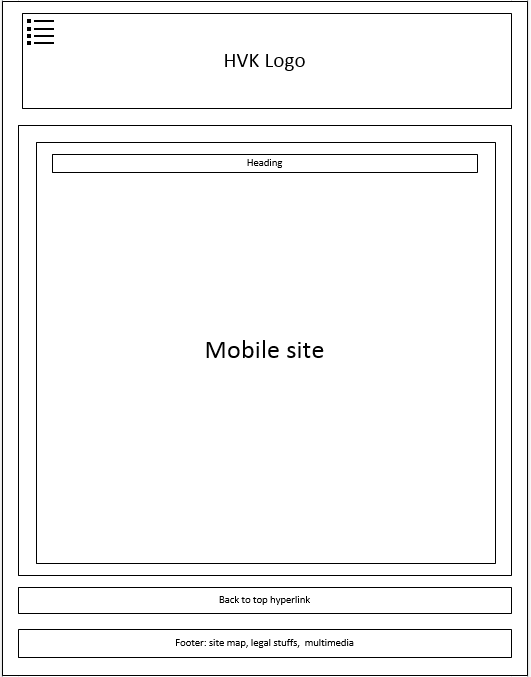 HVK Logo
Heading
Mobile site
Back to top hyperlink
Footer: site map, legal stuffs,  multimedia